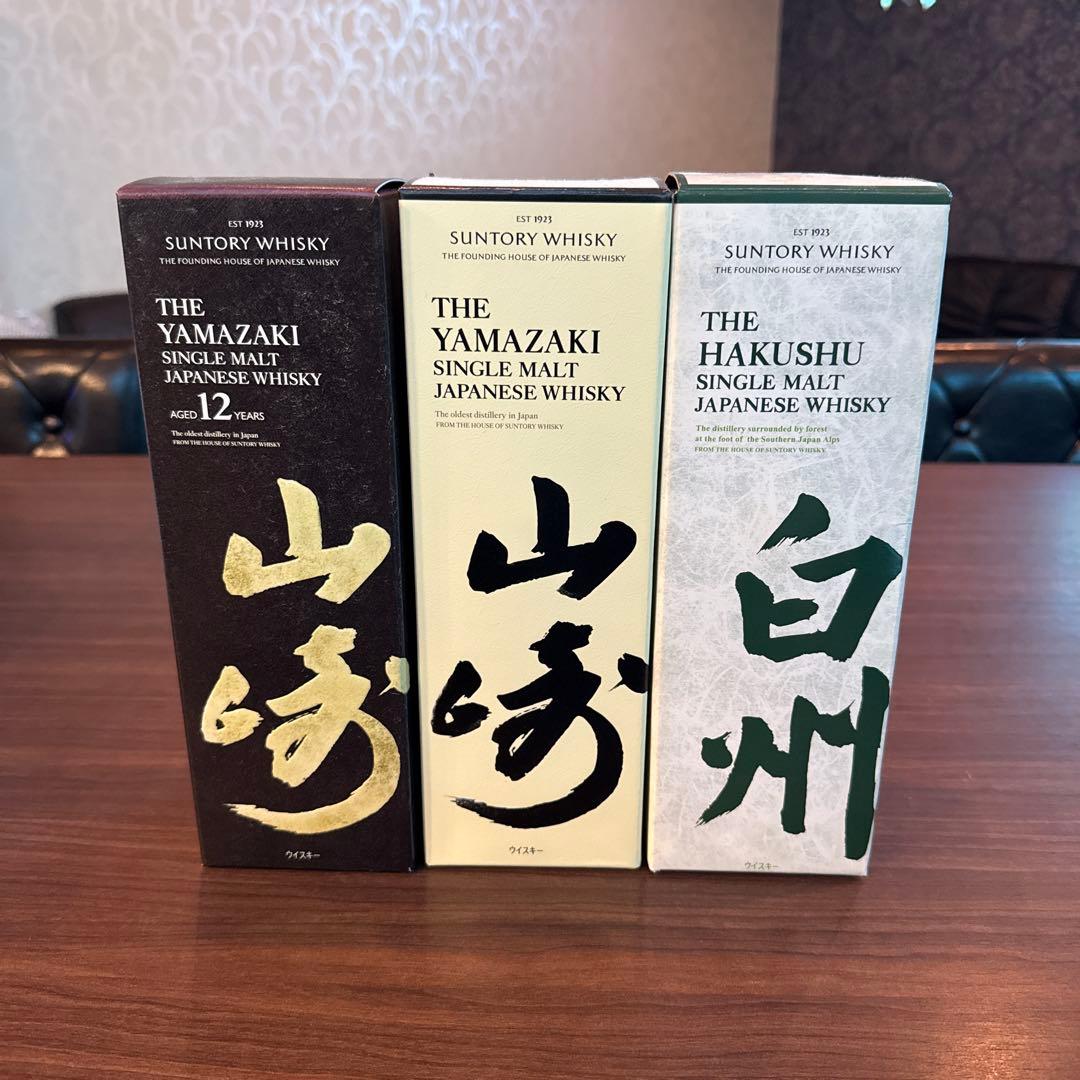 EST 1923
SUNTORY WHISKY
THE FOUNDING HOUSE OF JAPANESE WHISKY
THE
YAMAZAKI
SINGLE MALT
JAPANESE WHISKY
AGED 12 YEARS
The oldest distillery in Japan
FROM THE HOUSE OF SUNTORY WHISKY
山崎
ウイスキー
EST 1923
SUNTORY WHISKY
THE FOUNDING HOUSE OF JAPANESE WHISKY
THE
YAMAZAKI
SINGLE MALT
JAPANESE WHISKY
The oldest distillery in Japan
FROM THE HOUSE OF SUNTORY WHISKY
山崎
ウイスキー
EST 1923
SUNTORY WHISKY
THE FOUNDING HOUSE OF JAPANESE WHISKY
THE
HAKUSHU
SINGLE MALT
JAPANESE WHISKY
The distillery surrounded by forest
at the foot of the Southern Japan Alps
FROM THE HOUSE OF SUNTORY WHISKY
白州
ウイスキー